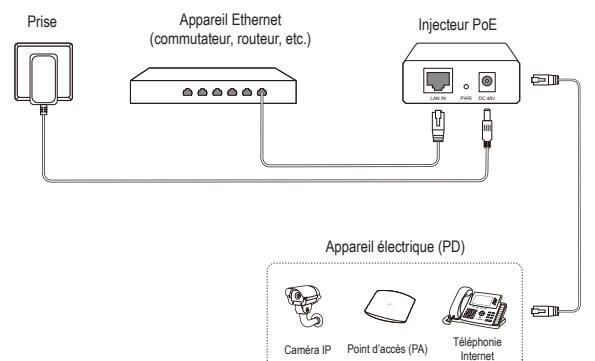 Prise
Appareil Ethernet
(commutateur, routeur, etc.)
Injecteur PoE
LAN IN
PWR
DC 48V
Appareil électrique (PD)
Caméra IP
Point d'accès (PA)
Téléphonie
Internet